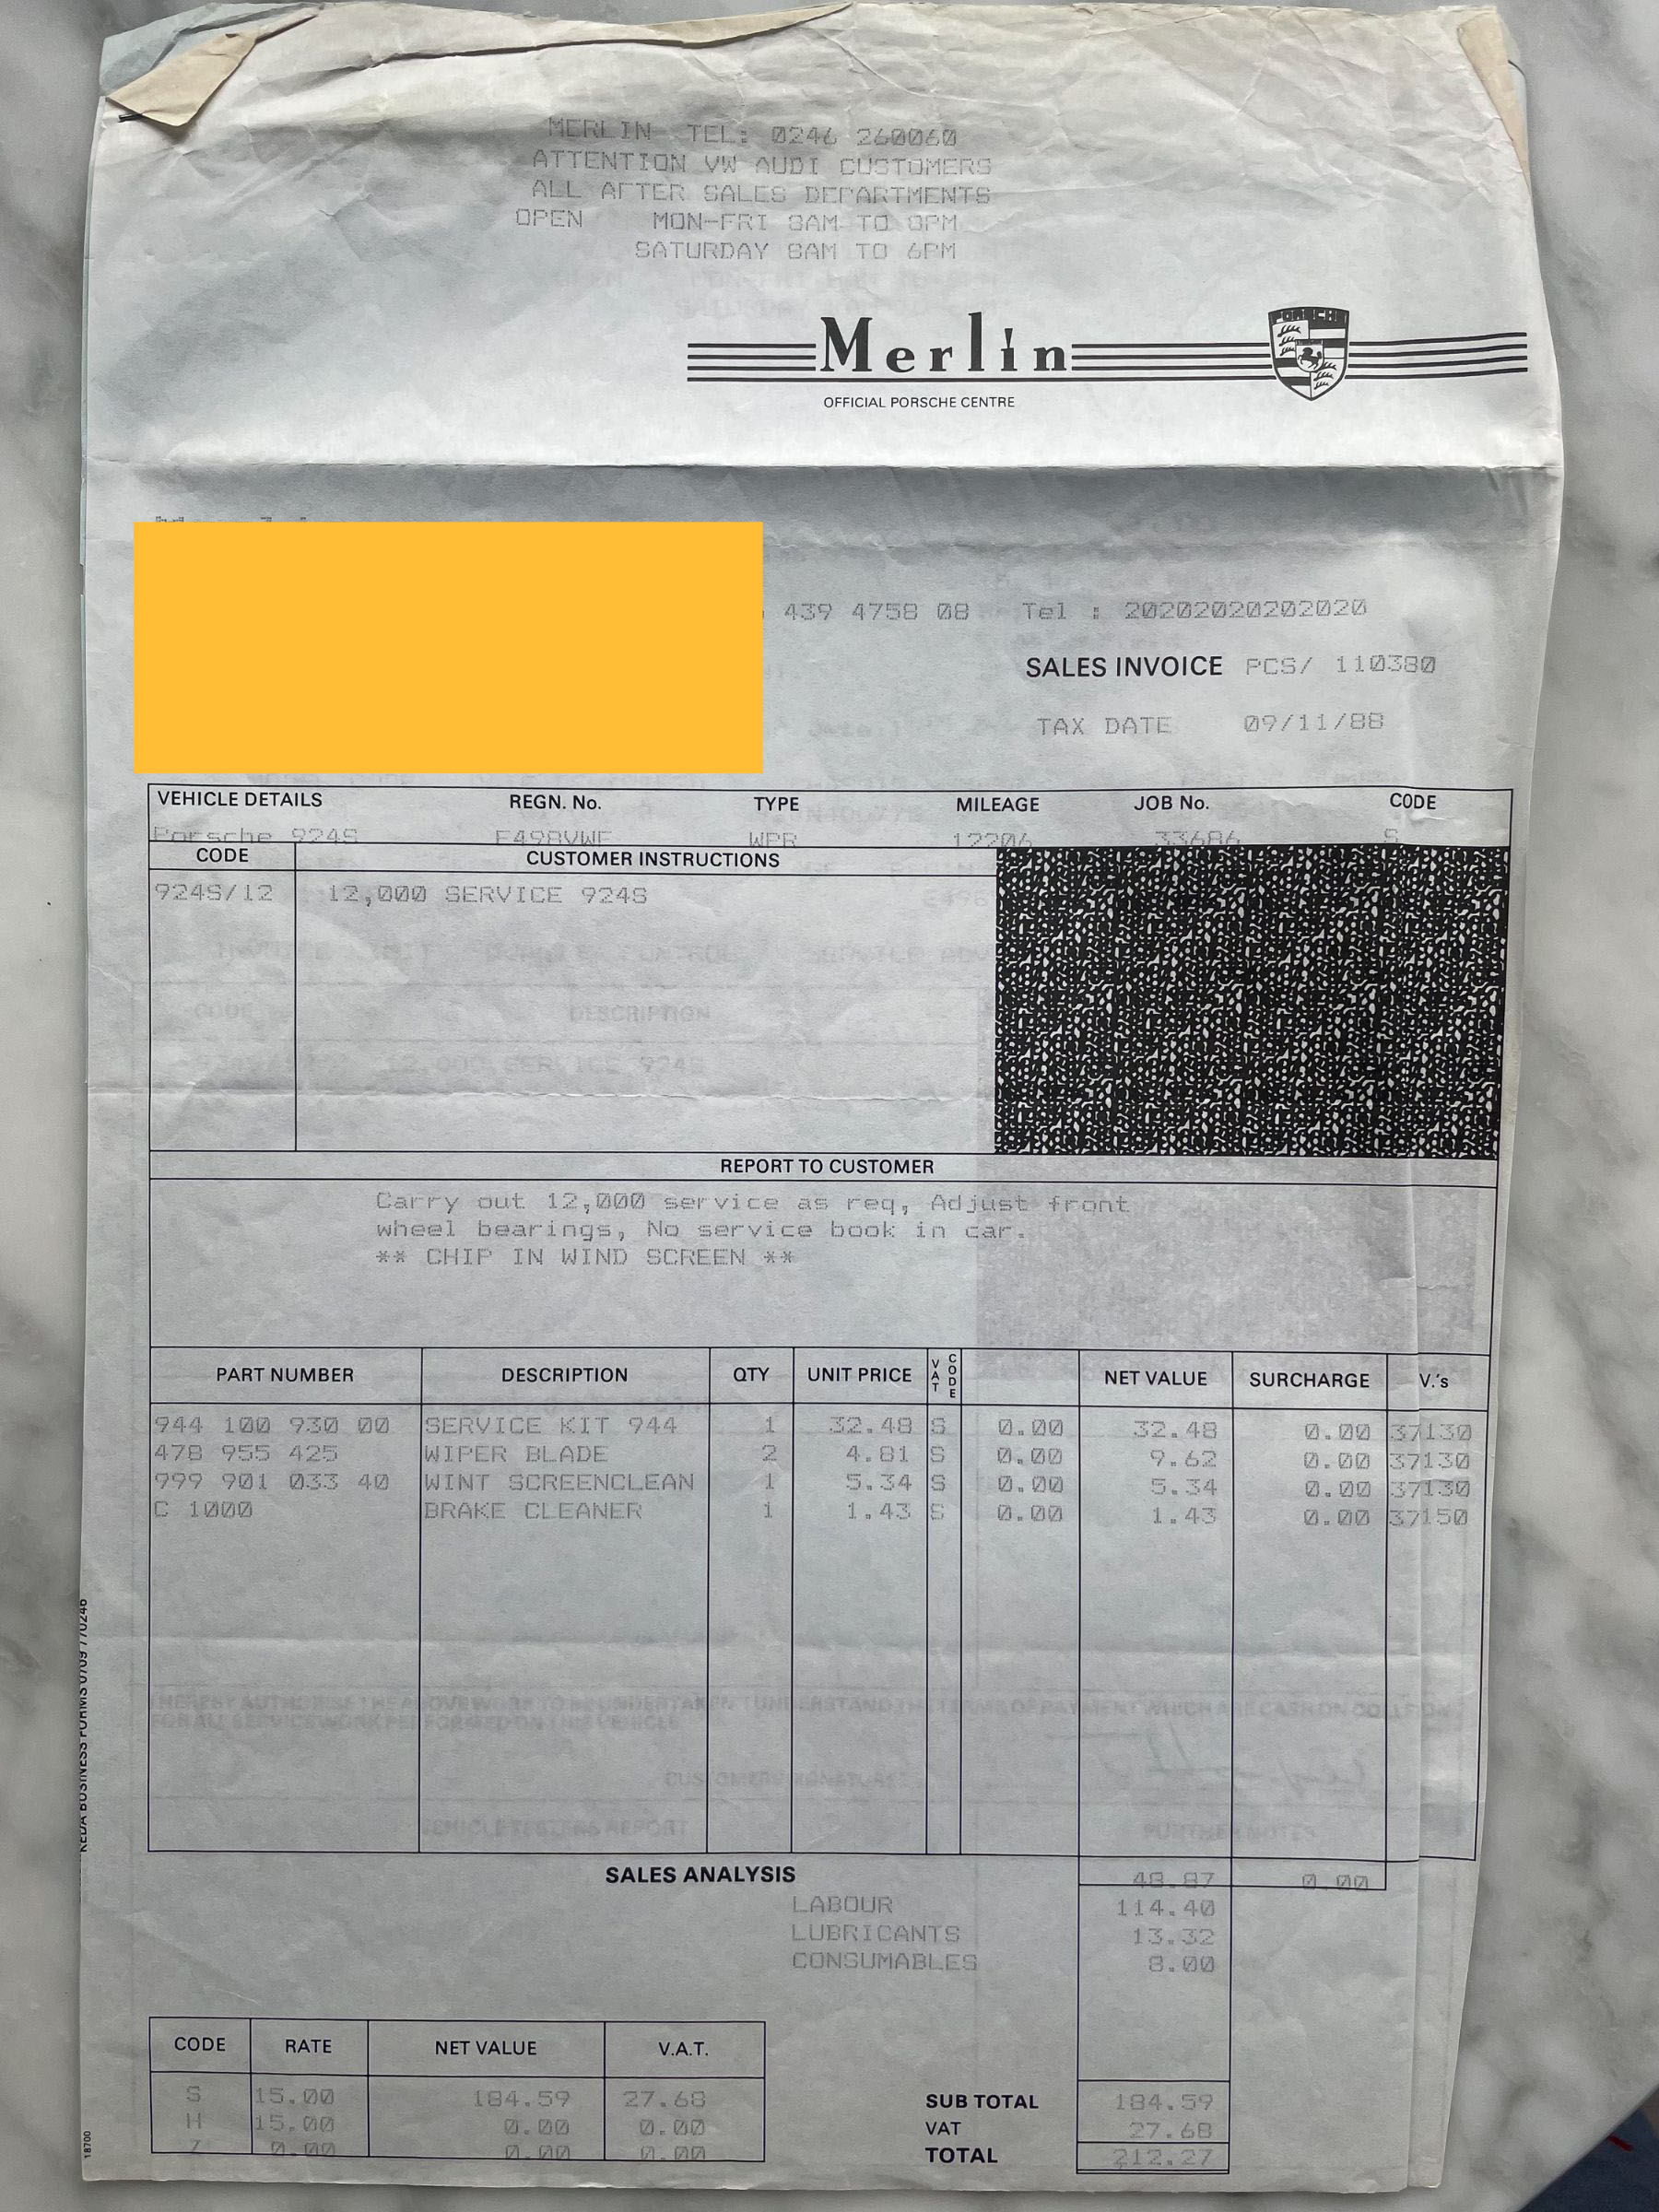 MERLIN TEL: 0246 260060
ATTENTION VW AUDI CUSTOMERS
ALL AFTER SALES DEPARTMENTS
OPEN MON-FRI 8AM TO 8PM
SATURDAY 8AM TO 6PM
Merlin
PORSCHE
OFFICIAL PORSCHE CENTRE
439 4758 08 Tel : 20202020202020
SALES INVOICE PCS/ 110380
TAX DATE 09/11/88
VEHICLE DETAILS REGN. No. TYPE MILEAGE JOB No. CODE
Porsche 924S E498VWE WPR 12206 33686 S
CODE CUSTOMER INSTRUCTIONS
924S/12 12,000 SERVICE 924S
REPORT TO CUSTOMER
Carry out 12,000 service as req, Adjust front
wheel bearings, No service book in car.
** CHIP IN WIND SCREEN **
PART NUMBER DESCRIPTION QTY UNIT PRICE VAT CODE NET VALUE SURCHARGE V.'s
944 100 930 00 SERVICE KIT 944 1 32.48 S 0.00 32.48 0.00 37130
478 955 425 WIPER BLADE 2 4.81 S 0.00 9.62 0.00 37130
999 901 033 40 WINT SCREENCLEAN 1 5.34 S 0.00 5.34 0.00 37130
C 1000 BRAKE CLEANER 1 1.43 S 0.00 1.43 0.00 37150
SALES ANALYSIS 48.87 0.00
LABOUR 114.40
LUBRICANTS 13.32
CONSUMABLES 8.00
CODE RATE NET VALUE V.A.T.
S 15.00 184.59 27.68
H 15.00 0.00 0.00
Z 0.00 0.00 0.00
SUB TOTAL 184.59
VAT 27.68
TOTAL 212.27
18700